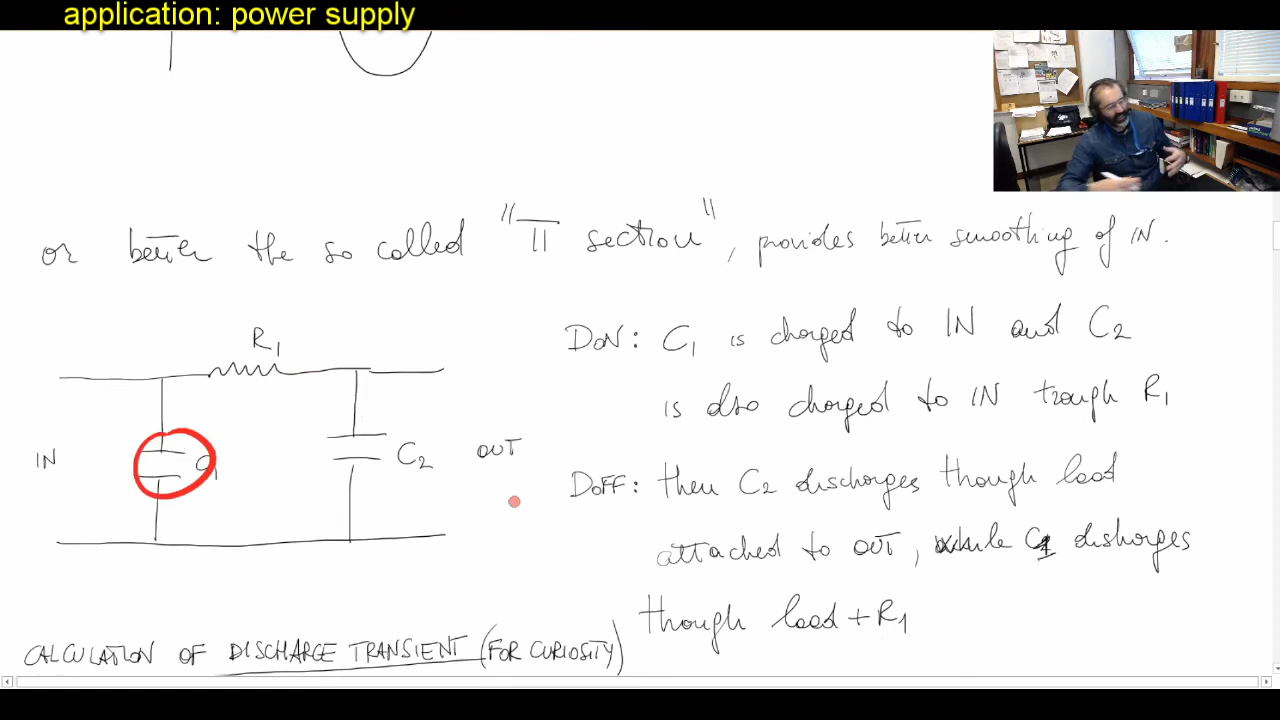 application: power supply
or better the so called "Π section", provides better smoothing of IN.
R1
DON: C1 is charged to IN and C2
is also charged to IN trough R1
IN C1 C2 OUT
DOFF: then C2 discharges though load
attached to OUT, while C1 disharges
though load + R1
CALCULATION OF DISCHARGE TRANSIENT (FOR CURIOSITY)